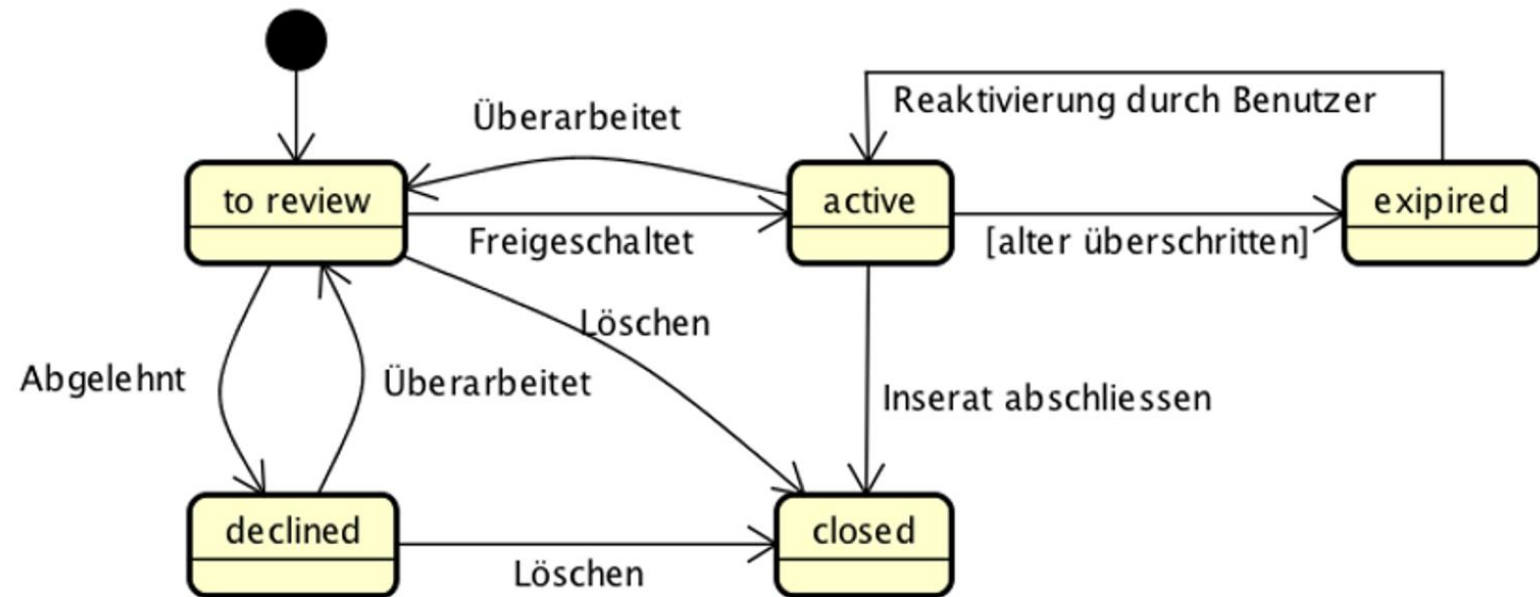 Reaktivierung durch Benutzer
Überarbeitet
to review
active
exipired
Freigeschaltet
[alter überschritten]
Löschen
Abgelehnt
Überarbeitet
Inserat abschliessen
declined
closed
Löschen